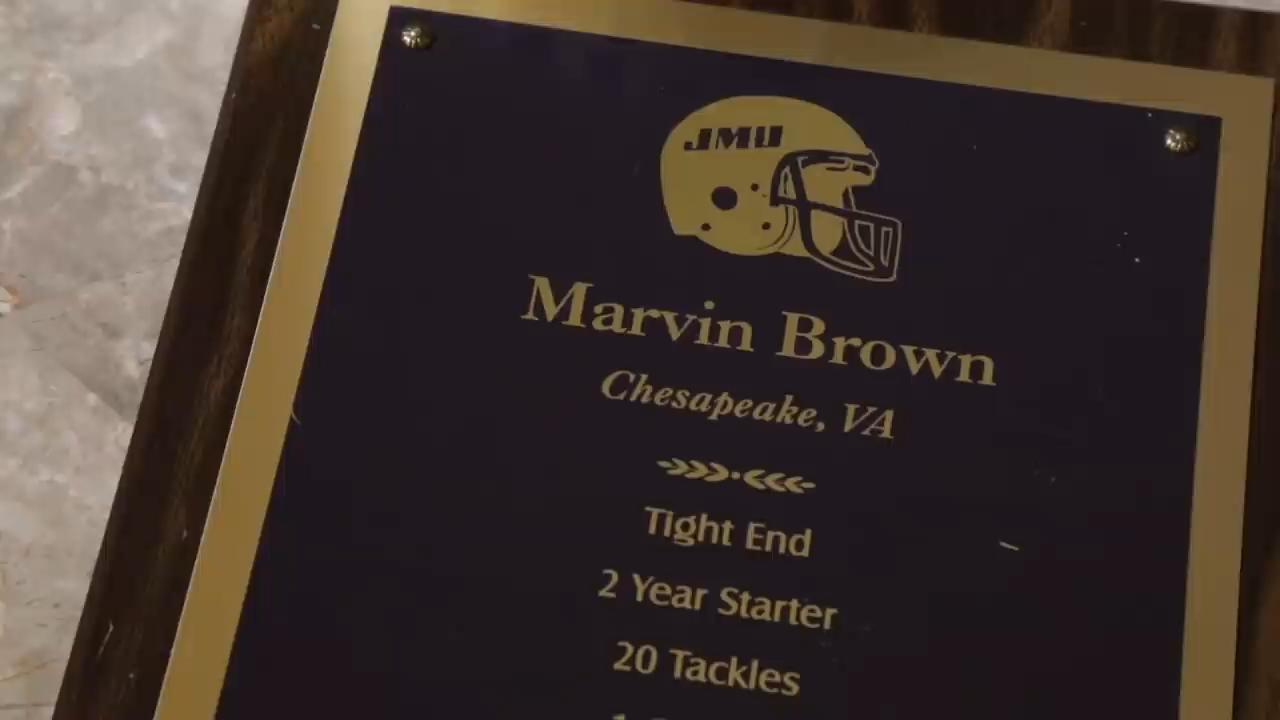 JMU
Marvin Brown
Chesapeake, VA
Tight End
2 Year Starter
20 Tackles